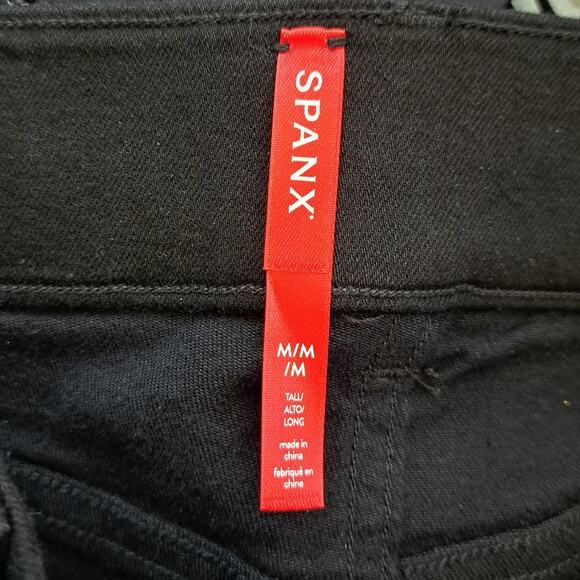 SPANX
M/M
/M
TALL/
ALTO/
LONG
made in
china
fabriqué en
chine